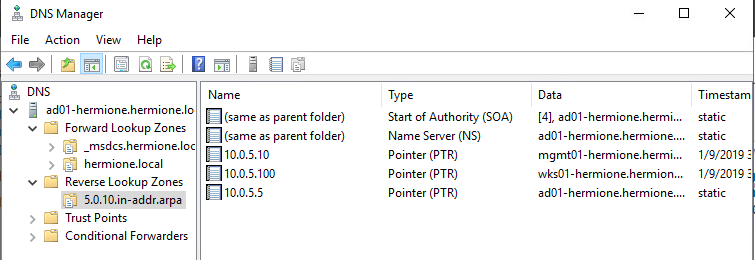 DNS Manager
File Action View Help
DNS
ad01-hermione.hermione.lo
Forward Lookup Zones
_msdcs.hermione.loc
hermione.local
Reverse Lookup Zones
5.0.10.in-addr.arpa
Trust Points
Conditional Forwarders
Name Type Data Timestam
(same as parent folder) Start of Authority (SOA) [4], ad01-hermione.hermi... static
(same as parent folder) Name Server (NS) ad01-hermione.hermione.... static
10.0.5.10 Pointer (PTR) mgmt01-hermione.hermi... 1/9/2019 3
10.0.5.100 Pointer (PTR) wks01-hermione.hermion... 1/9/2019 3
10.0.5.5 Pointer (PTR) ad01-hermione.hermione.... static